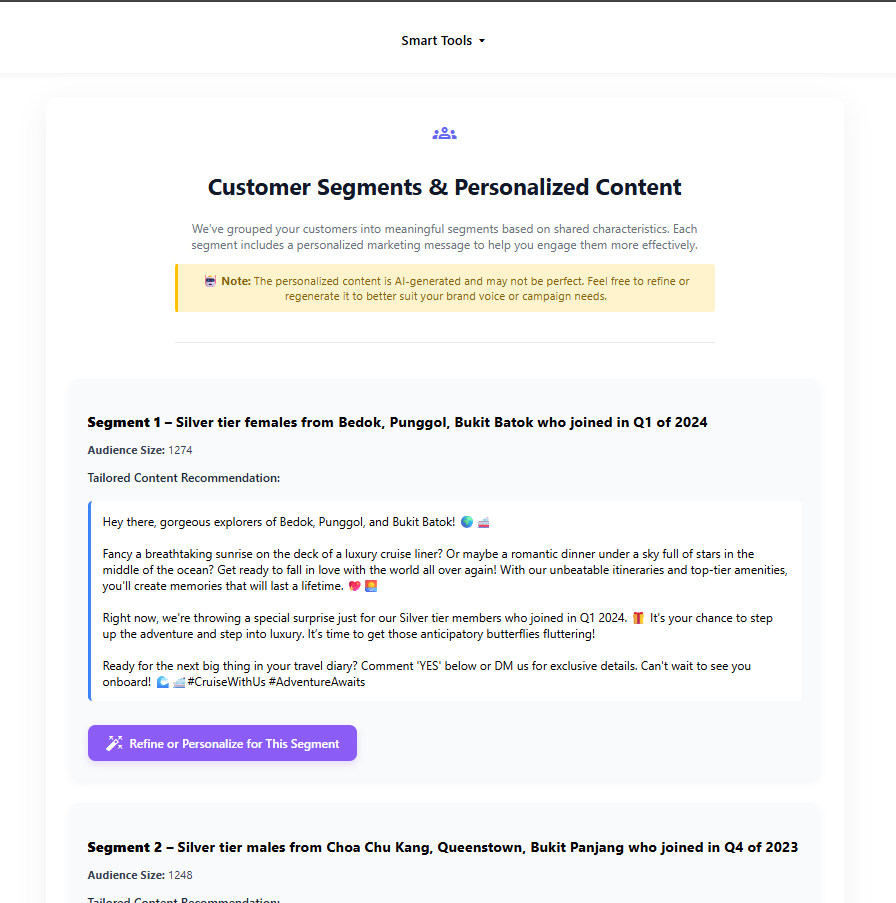 Smart Tools
Customer Segments & Personalized Content
We've grouped your customers into meaningful segments based on shared characteristics. Each
segment includes a personalized marketing message to help you engage them more effectively.
Note: The personalized content is AI-generated and may not be perfect. Feel free to refine or
regenerate it to better suit your brand voice or campaign needs.
Segment 1 – Silver tier females from Bedok, Punggol, Bukit Batok who joined in Q1 of 2024
Audience Size: 1274
Tailored Content Recommendation:
Hey there, gorgeous explorers of Bedok, Punggol, and Bukit Batok! 🌍 🛳️
Fancy a breathtaking sunrise on the deck of a luxury cruise liner? Or maybe a romantic dinner under a sky full of stars in the
middle of the ocean? Get ready to fall in love with the world all over again! With our unbeatable itineraries and top-tier amenities,
you'll create memories that will last a lifetime. 💖 🌅
Right now, we're throwing a special surprise just for our Silver tier members who joined in Q1 2024. 🎁 It's your chance to step
up the adventure and step into luxury. It's time to get those anticipatory butterflies fluttering!
Ready for the next big thing in your travel diary? Comment 'YES' below or DM us for exclusive details. Can't wait to see you
onboard! 🌊 🛳️ #CruiseWithUs #AdventureAwaits
Refine or Personalize for This Segment
Segment 2 – Silver tier males from Choa Chu Kang, Queenstown, Bukit Panjang who joined in Q4 of 2023
Audience Size: 1248
Tailored Content Recommendation: